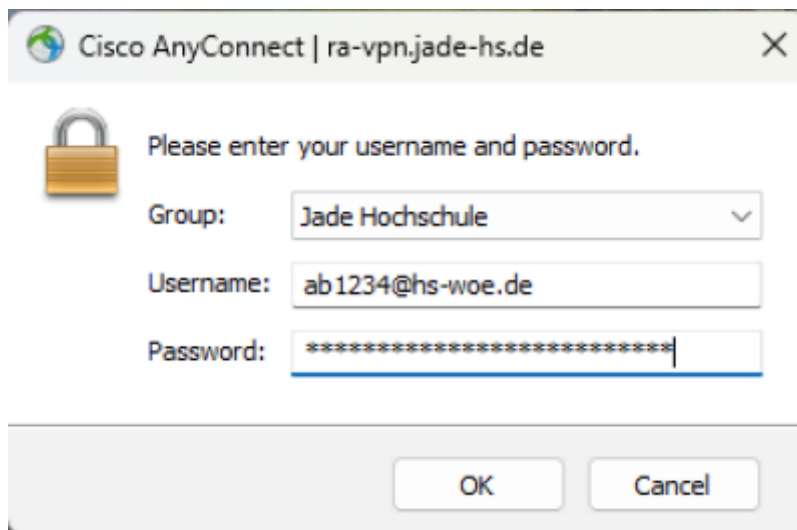 Cisco AnyConnect | ra-vpn.jade-hs.de
Please enter your username and password.
Group: Jade Hochschule
Username: ab1234@hs-woe.de
Password: **************************
OK Cancel